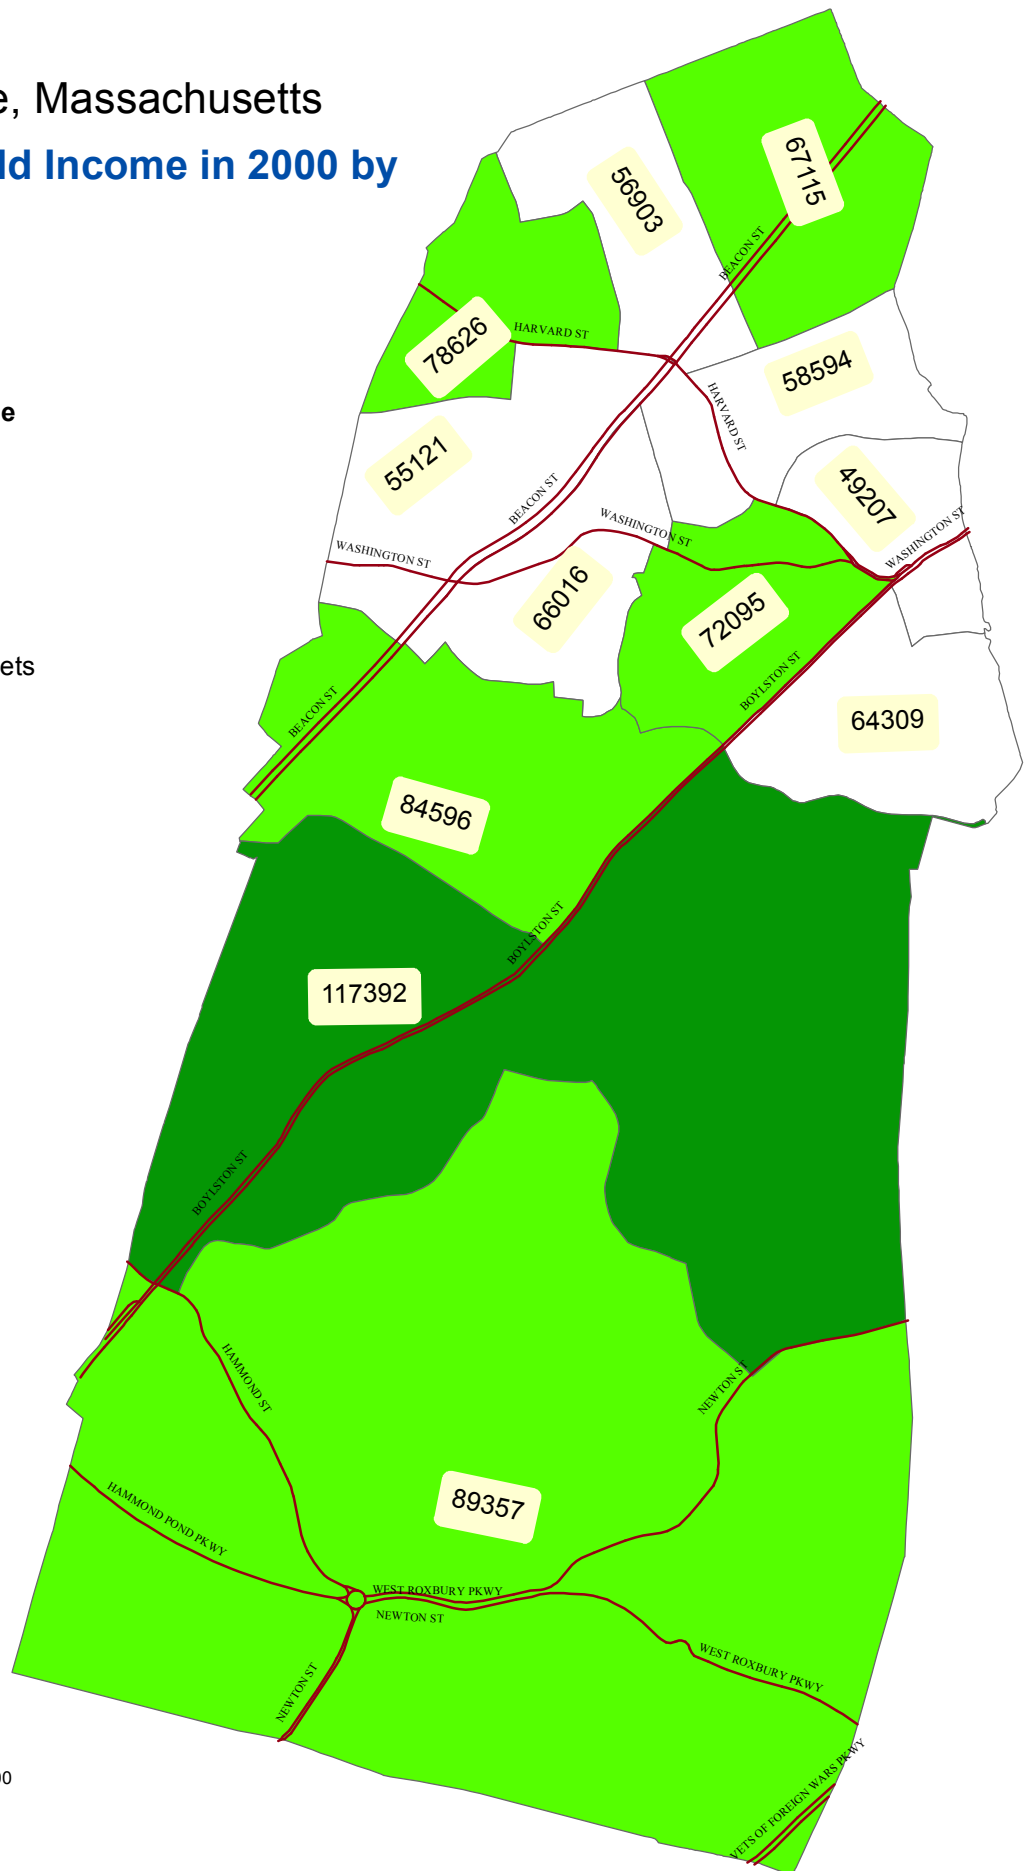 e, Massachusetts
ld Income in 2000 by
67115
56903
BEACON ST
78626
HARVARD ST
58594
e
HARVARD ST
55121
49207
BEACON ST
WASHINGTON ST
WASHINGTON ST
WASHINGTON ST
66016
72095
ets
BEACON ST
BOYLSTON ST
64309
84596
BOYLSTON ST
117392
BOYLSTON ST
HAMMOND ST
NEWTON ST
89357
HAMMOND POND PKWY
WEST ROXBURY PKWY
NEWTON ST
WEST ROXBURY PKWY
NEWTON ST
00
VETS OF FOREIGN WARS PKWY